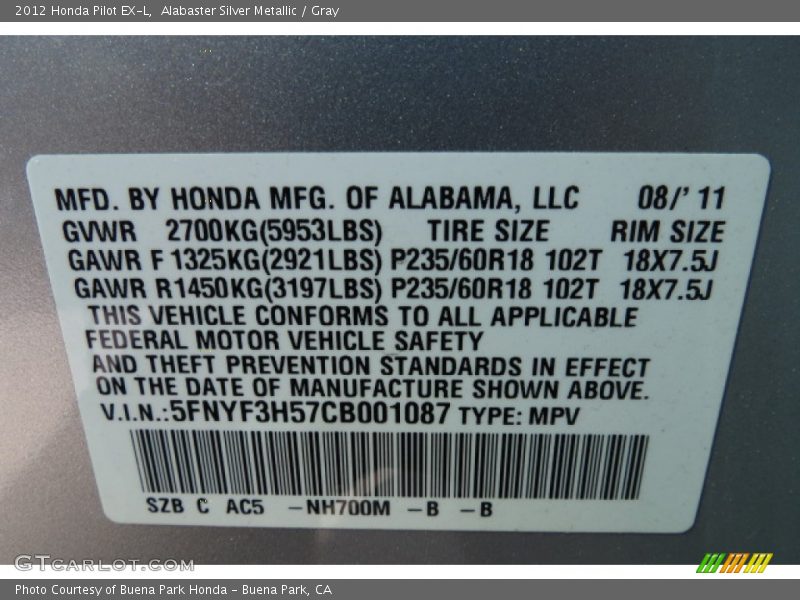 2012 Honda Pilot EX-L, Alabaster Silver Metallic / Gray
MFD. BY HONDA MFG. OF ALABAMA, LLC 08/' 11
GVWR 2700KG(5953LBS) TIRE SIZE RIM SIZE
GAWR F 1325KG(2921LBS) P235/60R18 102T 18X7.5J
GAWR R1450KG(3197LBS) P235/60R18 102T 18X7.5J
THIS VEHICLE CONFORMS TO ALL APPLICABLE
FEDERAL MOTOR VEHICLE SAFETY
AND THEFT PREVENTION STANDARDS IN EFFECT
ON THE DATE OF MANUFACTURE SHOWN ABOVE.
V.I.N.:5FNYF3H57CB001087 TYPE: MPV
SZB C AC5 -NH700M -B -B
GTCarLot.com
Photo Courtesy of Buena Park Honda - Buena Park, CA